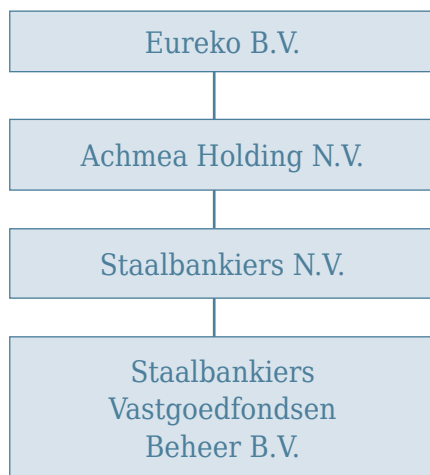 Eureko B.V.
Achmea Holding N.V.
Staalbankiers N.V.
Staalbankiers
Vastgoedfondsen
Beheer B.V.